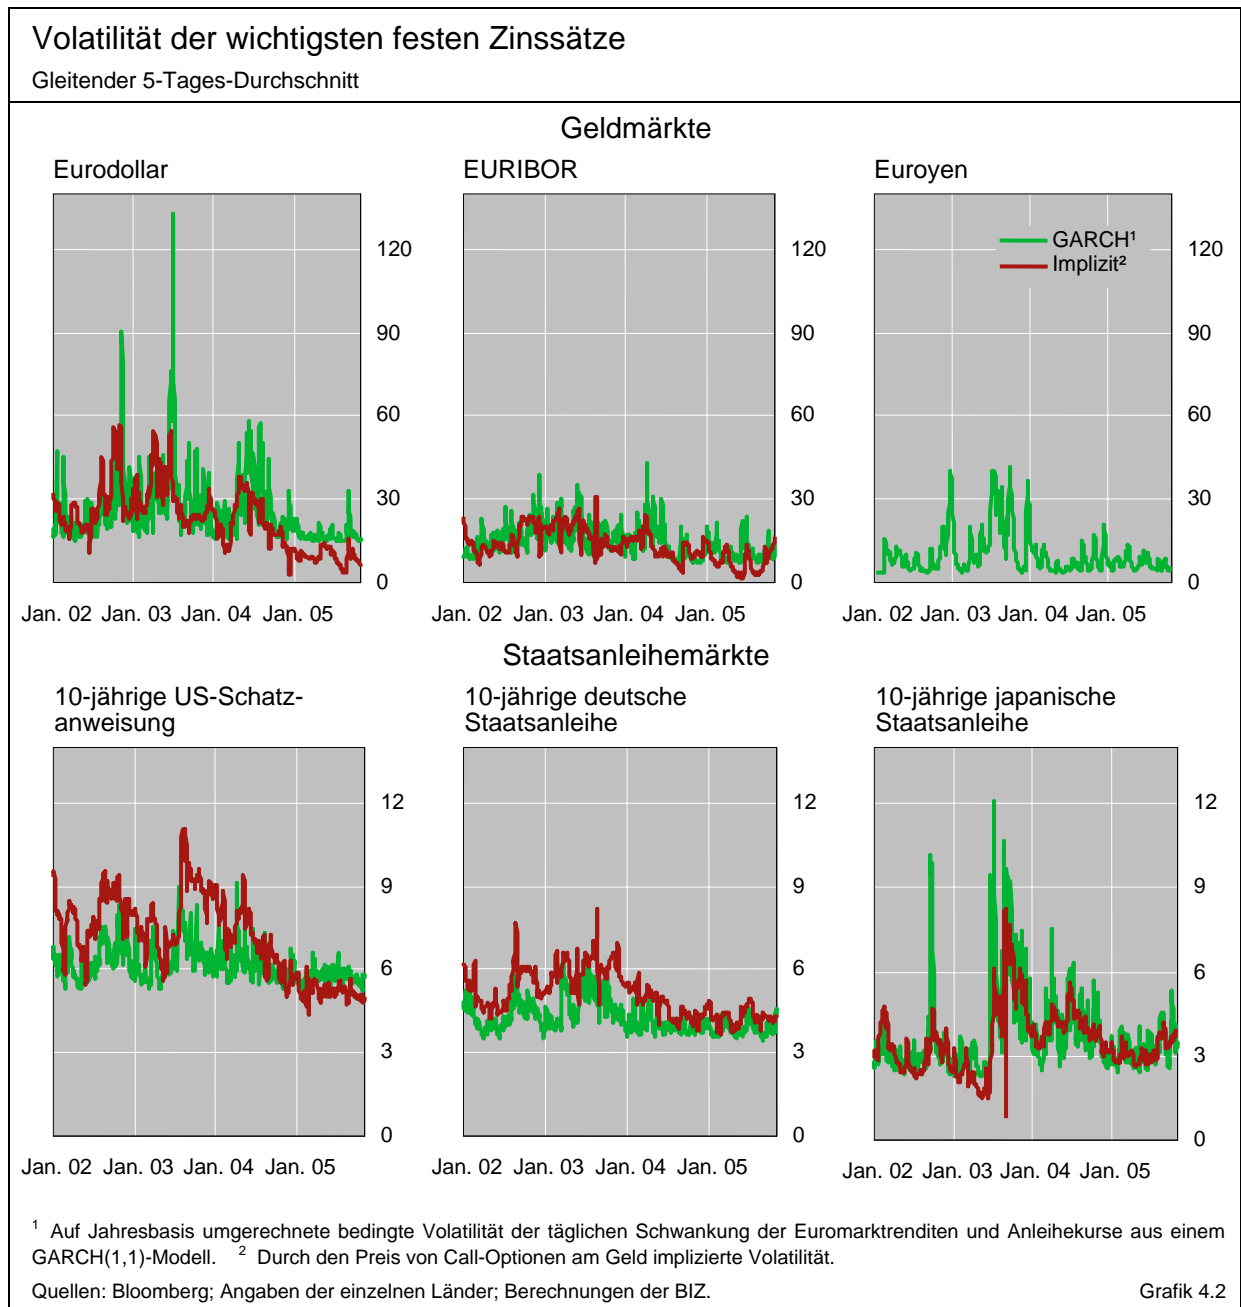 Volatilität der wichtigsten festen Zinssätze
Gleitender 5-Tages-Durchschnitt
Geldmärkte
Eurodollar
EURIBOR
Euroyen
GARCH¹
Implizit²
120
90
60
30
0
120
90
60
30
0
120
90
60
30
0
Jan. 02 Jan. 03 Jan. 04 Jan. 05
Jan. 02 Jan. 03 Jan. 04 Jan. 05
Jan. 02 Jan. 03 Jan. 04 Jan. 05
Staatsanleihemärkte
10-jährige US-Schatz-
anweisung
10-jährige deutsche
Staatsanleihe
10-jährige japanische
Staatsanleihe
12
9
6
3
0
12
9
6
3
0
12
9
6
3
0
Jan. 02 Jan. 03 Jan. 04 Jan. 05
Jan. 02 Jan. 03 Jan. 04 Jan. 05
Jan. 02 Jan. 03 Jan. 04 Jan. 05
¹ Auf Jahresbasis umgerechnete bedingte Volatilität der täglichen Schwankung der Euromarktrenditen und Anleihekurse aus einem
GARCH(1,1)-Modell. ² Durch den Preis von Call-Optionen am Geld implizierte Volatilität.
Quellen: Bloomberg; Angaben der einzelnen Länder; Berechnungen der BIZ. Grafik 4.2